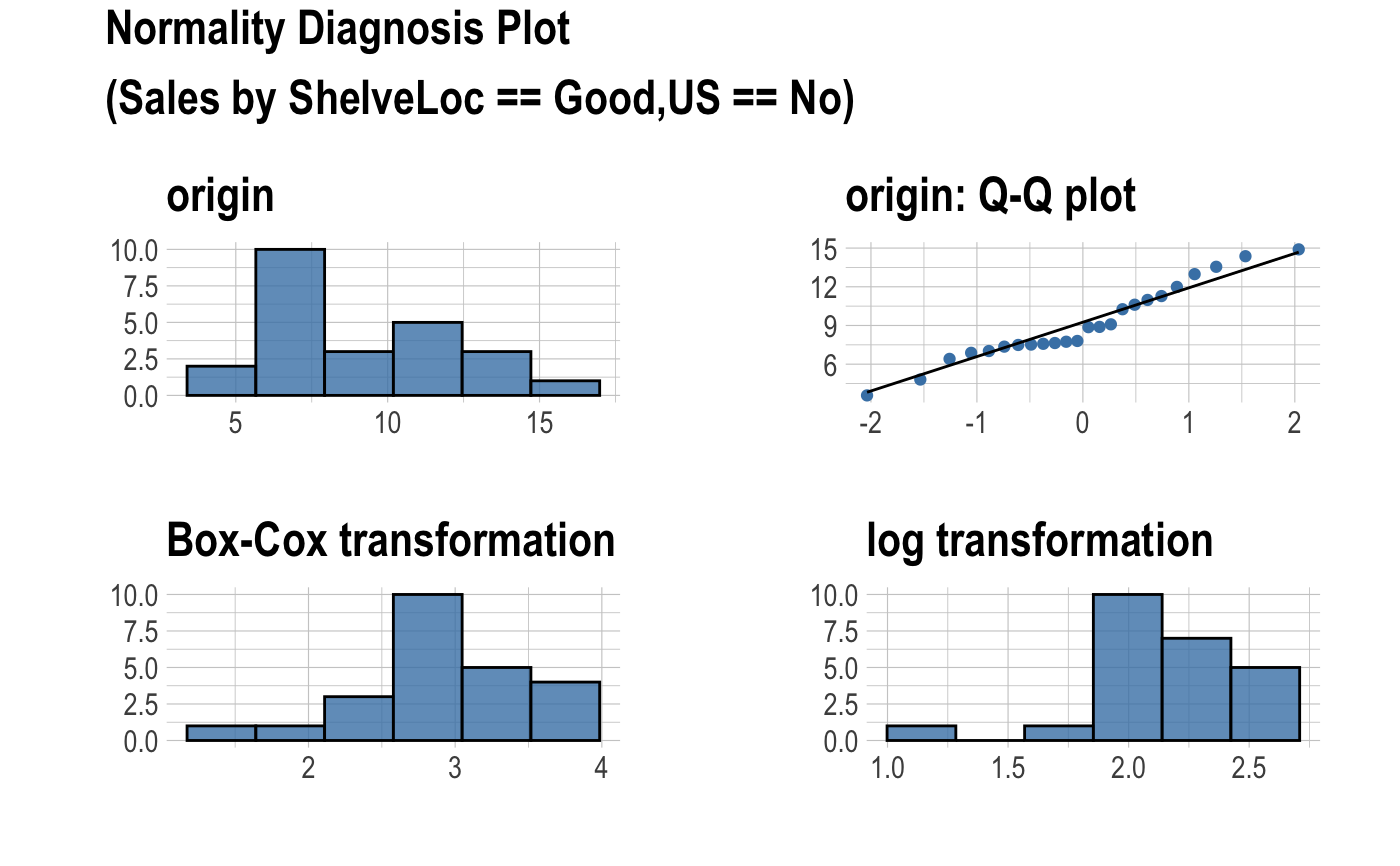 Normality Diagnosis Plot
(Sales by ShelveLoc == Good,US == No)
origin
10.0
7.5
5.0
2.5
0.0
5 10 15
origin: Q-Q plot
15
12
9
6
-2 -1 0 1 2
Box-Cox transformation
10.0
7.5
5.0
2.5
0.0
2 3 4
log transformation
10.0
7.5
5.0
2.5
0.0
1.0 1.5 2.0 2.5